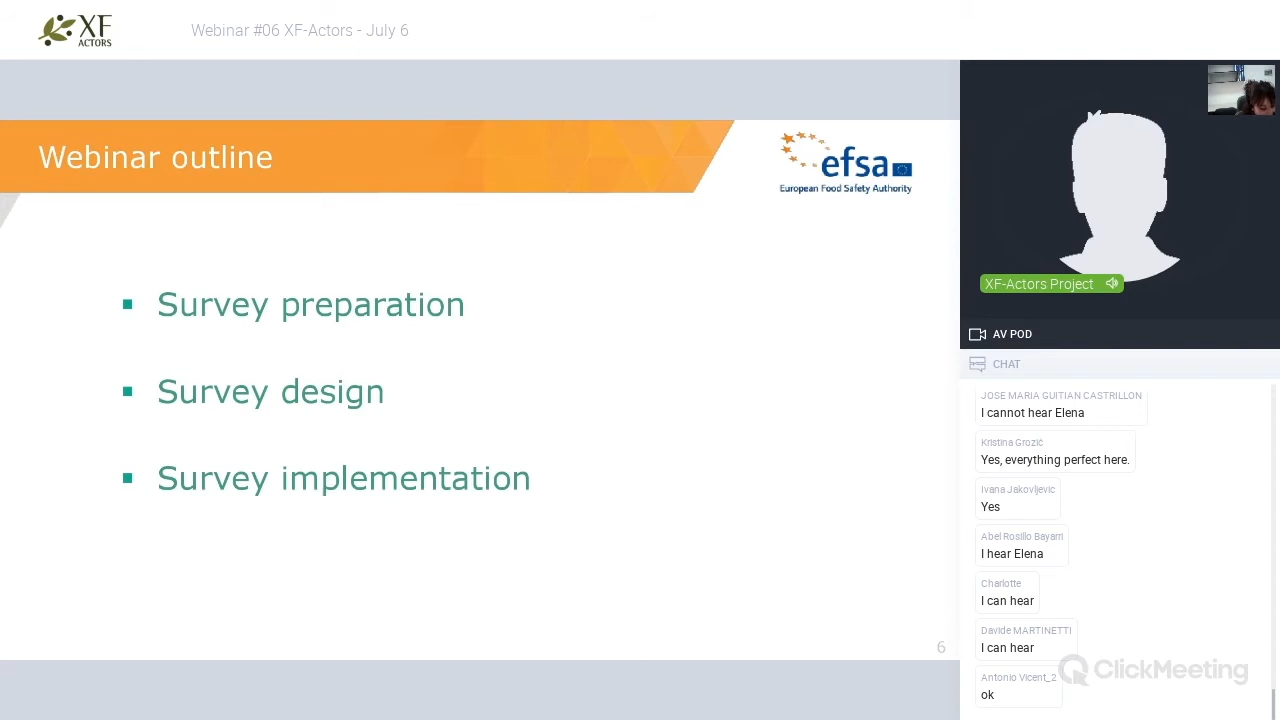 XF
ACTORS
Webinar #06 XF-Actors - July 6
Webinar outline
efsa
European Food Safety Authority
▪ Survey preparation
▪ Survey design
▪ Survey implementation
6
XF-Actors Project
AV POD
CHAT
JOSE MARIA GUITIAN CASTRILLON
I cannot hear Elena
Kristina Grozić
Yes, everything perfect here.
Ivana Jakovljevic
Yes
Abel Rosillo Bayarri
I hear Elena
Charlotte
I can hear
Davide MARTINETTI
I can hear
Antonio Vicent_2
ok
ClickMeeting